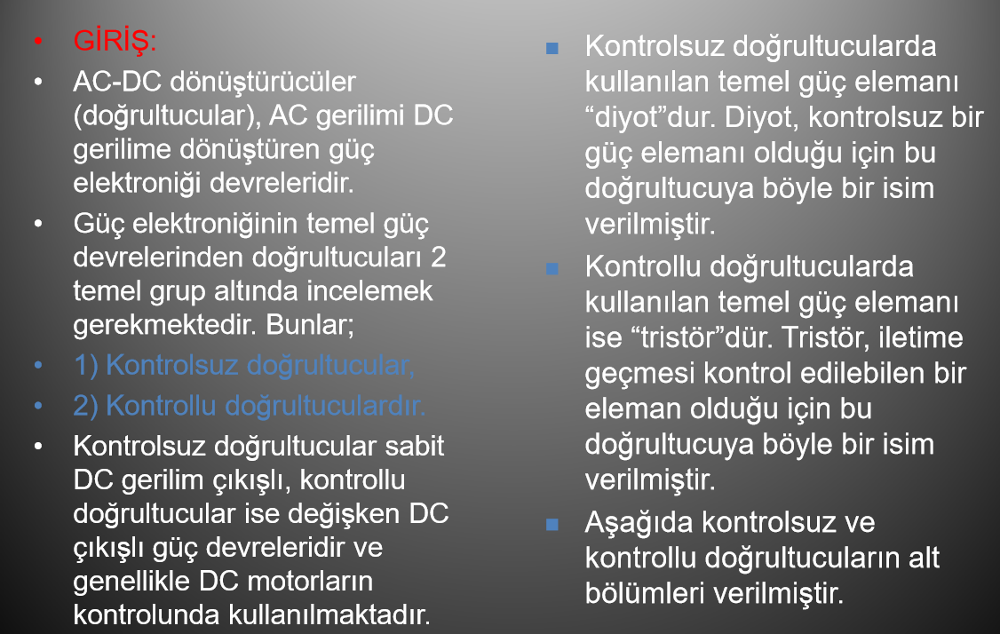 • GİRİŞ:
• AC-DC dönüştürücüler
(doğrultucular), AC gerilimi DC
gerilime dönüştüren güç
elektroniği devreleridir.
• Güç elektroniğinin temel güç
devrelerinden doğrultucuları 2
temel grup altında incelemek
gerekmektedir. Bunlar;
• 1) Kontrolsuz doğrultucular,
• 2) Kontrollu doğrultuculardır.
• Kontrolsuz doğrultucular sabit
DC gerilim çıkışlı, kontrollu
doğrultucular ise değişken DC
çıkışlı güç devreleridir ve
genellikle DC motorların
kontrolunda kullanılmaktadır.
■ Kontrolsuz doğrultucularda
kullanılan temel güç elemanı
“diyot”dur. Diyot, kontrolsuz bir
güç elemanı olduğu için bu
doğrultucuya böyle bir isim
verilmiştir.
■ Kontrollu doğrultucularda
kullanılan temel güç elemanı
ise “tristör”dür. Tristör, iletime
geçmesi kontrol edilebilen bir
eleman olduğu için bu
doğrultucuya böyle bir isim
verilmiştir.
■ Aşağıda kontrolsuz ve
kontrollu doğrultucuların alt
bölümleri verilmiştir.